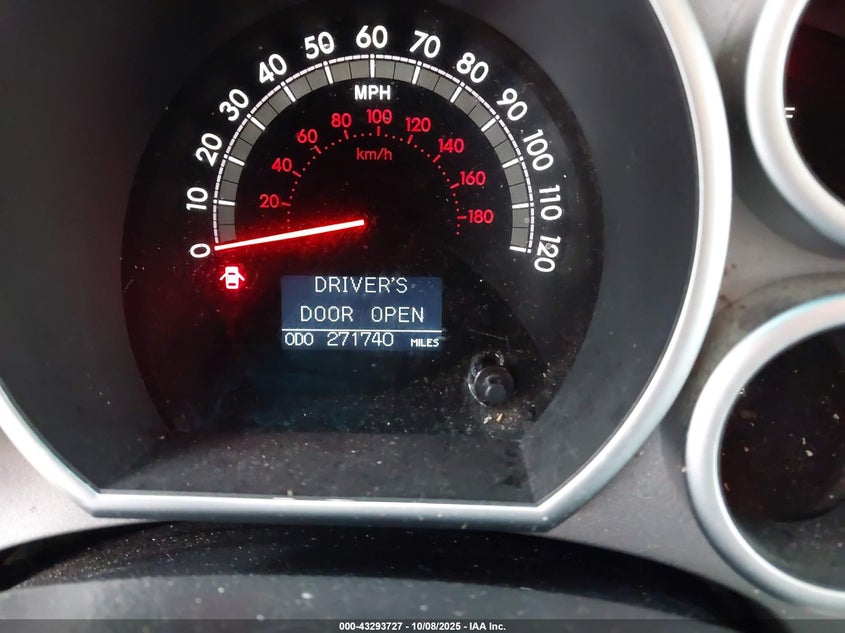 0 10 20 30 40 50 60 70 80 90 100 110 120
MPH
20 40 60 80 100 120 140 160 180
km/h
DRIVER'S
DOOR OPEN
ODO 271740 MILES
F
000-43293727 - 10/08/2025 - IAA Inc.